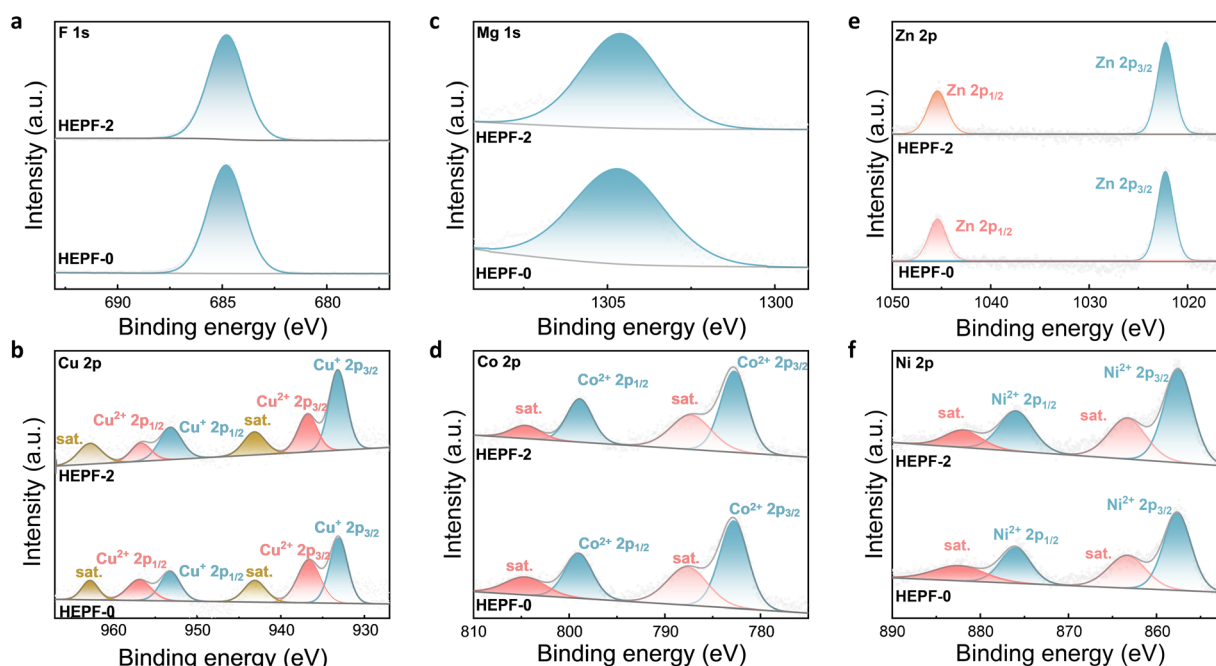 a
F 1s
HEPF-2
HEPF-0
Intensity (a.u.)
690 685 680
Binding energy (eV)
c
Mg 1s
HEPF-2
HEPF-0
Intensity (a.u.)
1305 1300
Binding energy (eV)
e
Zn 2p
Zn 2p3/2
Zn 2p1/2
HEPF-2
Zn 2p3/2
Zn 2p1/2
HEPF-0
Intensity (a.u.)
1050 1040 1030 1020
Binding energy (eV)
b
Cu 2p
Cu+ 2p3/2
Cu2+ 2p3/2
sat.
Cu+ 2p1/2
Cu2+ 2p1/2
sat.
HEPF-2
Cu+ 2p3/2
Cu2+ 2p3/2
sat.
Cu+ 2p1/2
Cu2+ 2p1/2
sat.
HEPF-0
Intensity (a.u.)
960 950 940 930
Binding energy (eV)
d
Co 2p
Co2+ 2p3/2
sat.
Co2+ 2p1/2
sat.
HEPF-2
Co2+ 2p3/2
sat.
Co2+ 2p1/2
sat.
HEPF-0
Intensity (a.u.)
810 800 790 780
Binding energy (eV)
f
Ni 2p
Ni2+ 2p3/2
sat.
Ni2+ 2p1/2
sat.
HEPF-2
Ni2+ 2p3/2
sat.
Ni2+ 2p1/2
sat.
HEPF-0
Intensity (a.u.)
890 880 870 860
Binding energy (eV)